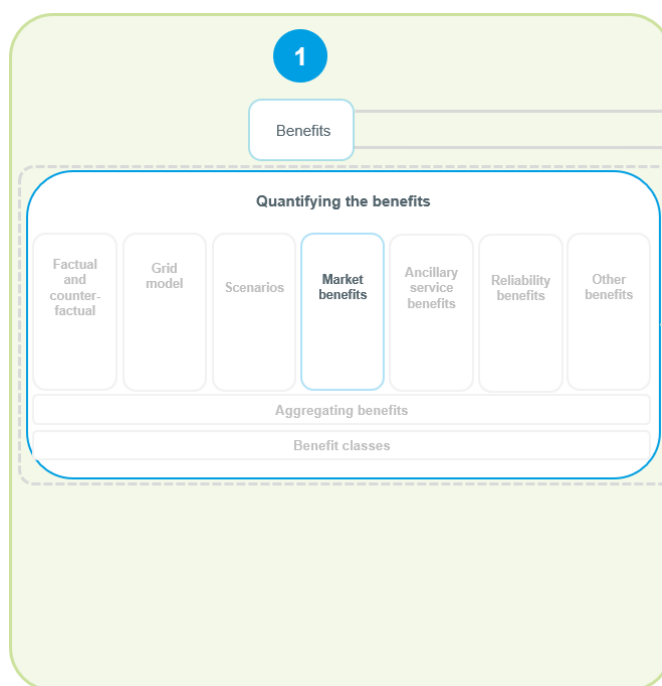 1
Benefits
Quantifying the benefits
Factual
and
counter-
factual
Grid
model
Scenarios
Market
benefits
Ancillary
service
benefits
Reliability
benefits
Other
benefits
Aggregating benefits
Benefit classes